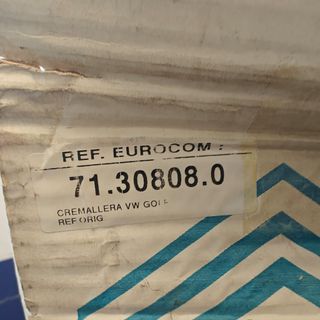 REF. EUROCOM :
71.30808.0
CREMALLERA VW GOLF
REF.ORIG